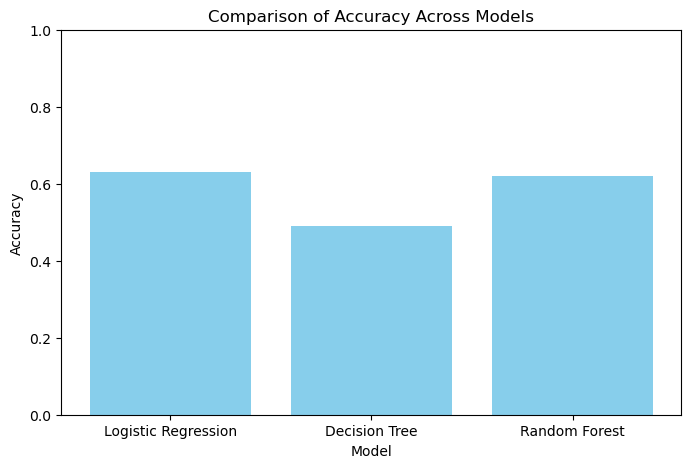 Comparison of Accuracy Across Models
1.0
0.8
0.6
0.4
0.2
0.0
Accuracy
Logistic Regression
Decision Tree
Random Forest
Model